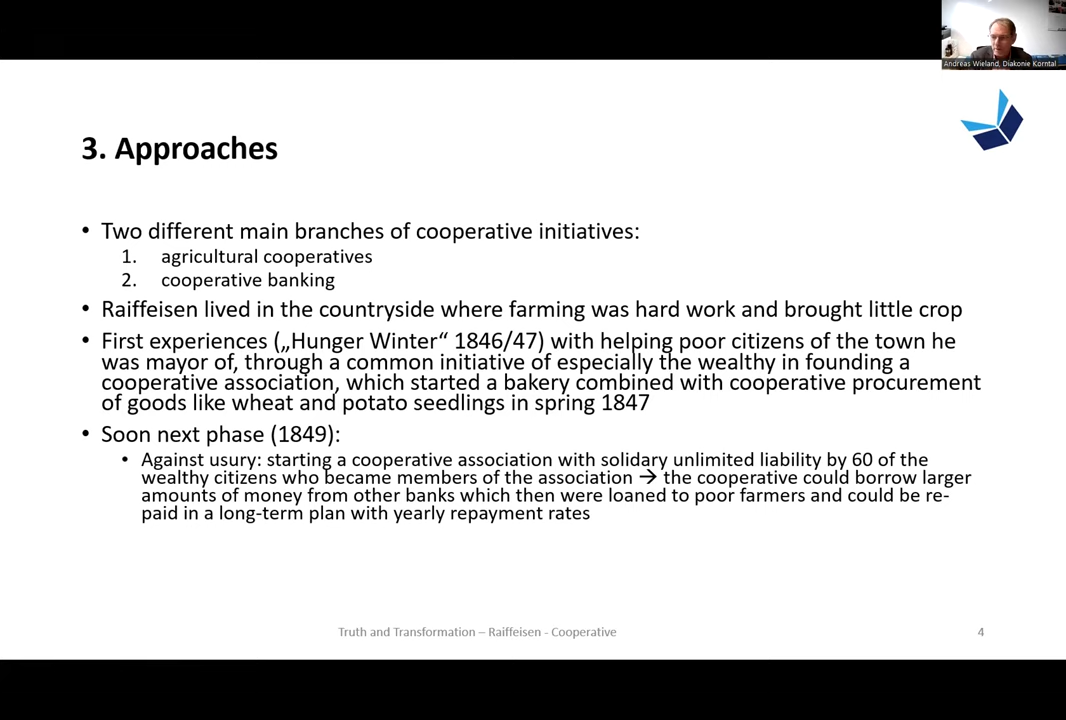 Andreas Wieland, Diakonie Korntal
3. Approaches
• Two different main branches of cooperative initiatives:
1. agricultural cooperatives
2. cooperative banking
• Raiffeisen lived in the countryside where farming was hard work and brought little crop
• First experiences („Hunger Winter“ 1846/47) with helping poor citizens of the town he
was mayor of, through a common initiative of especially the wealthy in founding a
cooperative association, which started a bakery combined with cooperative procurement
of goods like wheat and potato seedlings in spring 1847
• Soon next phase (1849):
• Against usury: starting a cooperative association with solidary unlimited liability by 60 of the
wealthy citizens who became members of the association → the cooperative could borrow larger
amounts of money from other banks which then were loaned to poor farmers and could be re-
paid in a long-term plan with yearly repayment rates
Truth and Transformation – Raiffeisen - Cooperative
4